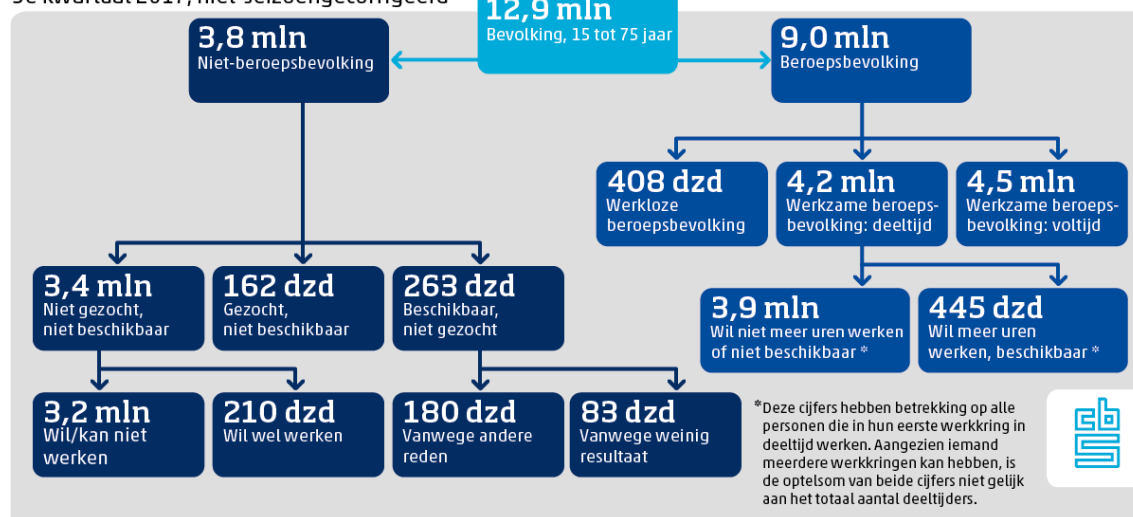 3e kwartaal 2017, niet-seizoengecorrigeerd
12,9 mln
Bevolking, 15 tot 75 jaar
3,8 mln
Niet-beroepsbevolking
9,0 mln
Beroepsbevolking
408 dzd
Werkloze
beroepsbevolking
4,2 mln
Werkzame beroeps-
bevolking: deeltijd
4,5 mln
Werkzame beroeps-
bevolking: voltijd
3,4 mln
Niet gezocht,
niet beschikbaar
162 dzd
Gezocht,
niet beschikbaar
263 dzd
Beschikbaar,
niet gezocht
3,9 mln
Wil niet meer uren werken
of niet beschikbaar *
445 dzd
Wil meer uren
werken, beschikbaar *
3,2 mln
Wil/kan niet
werken
210 dzd
Wil wel werken
180 dzd
Vanwege andere
reden
83 dzd
Vanwege weinig
resultaat
*Deze cijfers hebben betrekking op alle
personen die in hun eerste werkkring in
deeltijd werken. Aangezien iemand
meerdere werkkringen kan hebben, is
de optelsom van beide cijfers niet gelijk
aan het totaal aantal deeltijders.
cbs